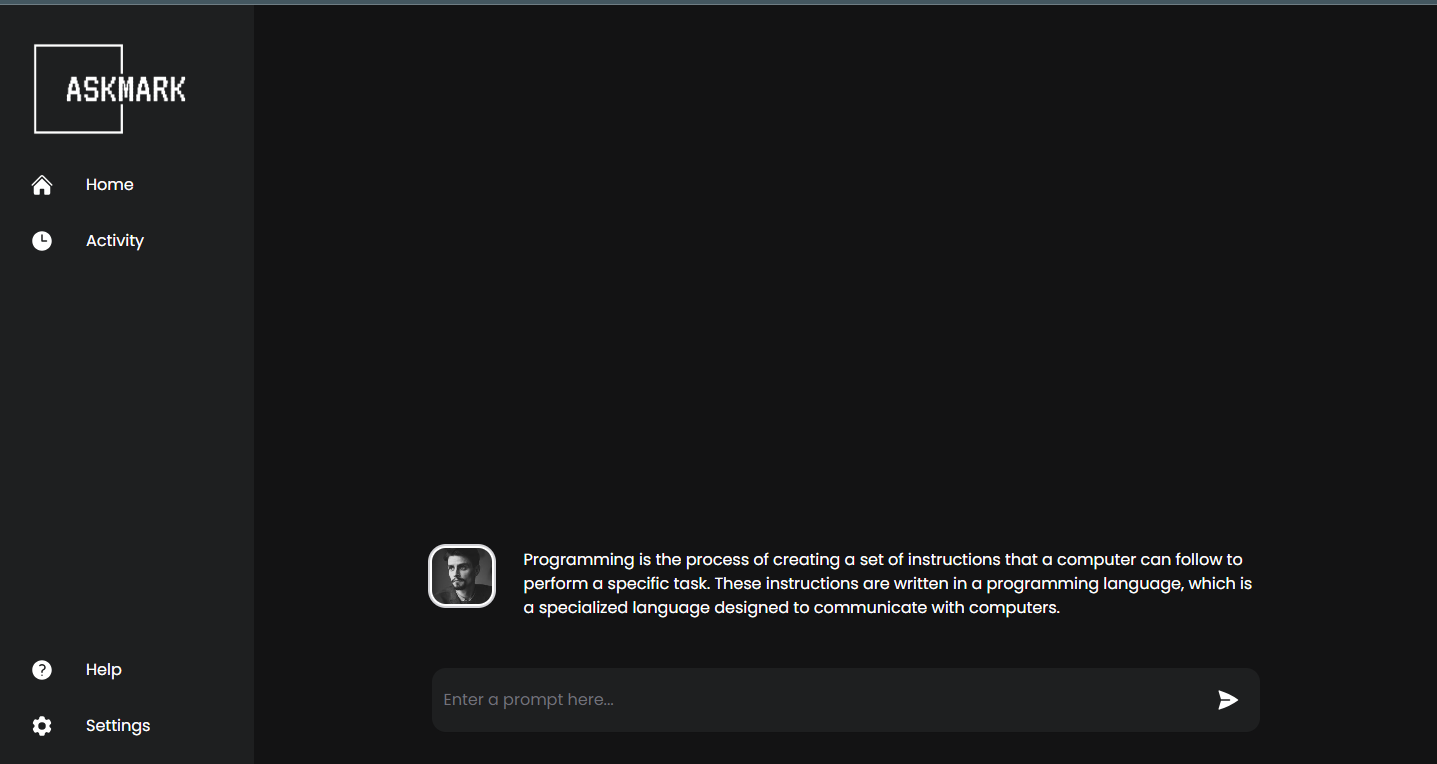 ASKMARK
Home
Activity
Help
Settings
Programming is the process of creating a set of instructions that a computer can follow to
perform a specific task. These instructions are written in a programming language, which is
a specialized language designed to communicate with computers.
Enter a prompt here...